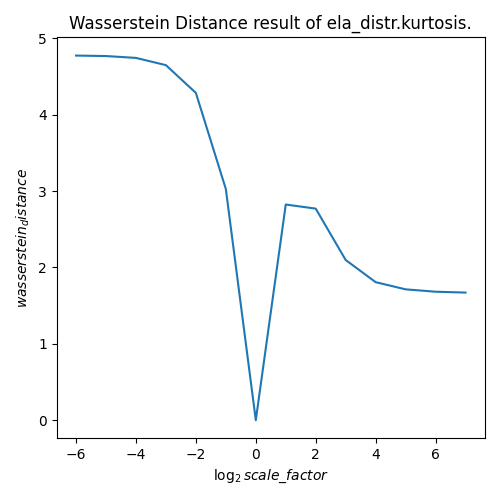 Wasserstein Distance result of ela_distr.kurtosis.
5
4
3
2
1
0
wasserstein_distance
−6 −4 −2 0 2 4 6
log₂ scale_factor